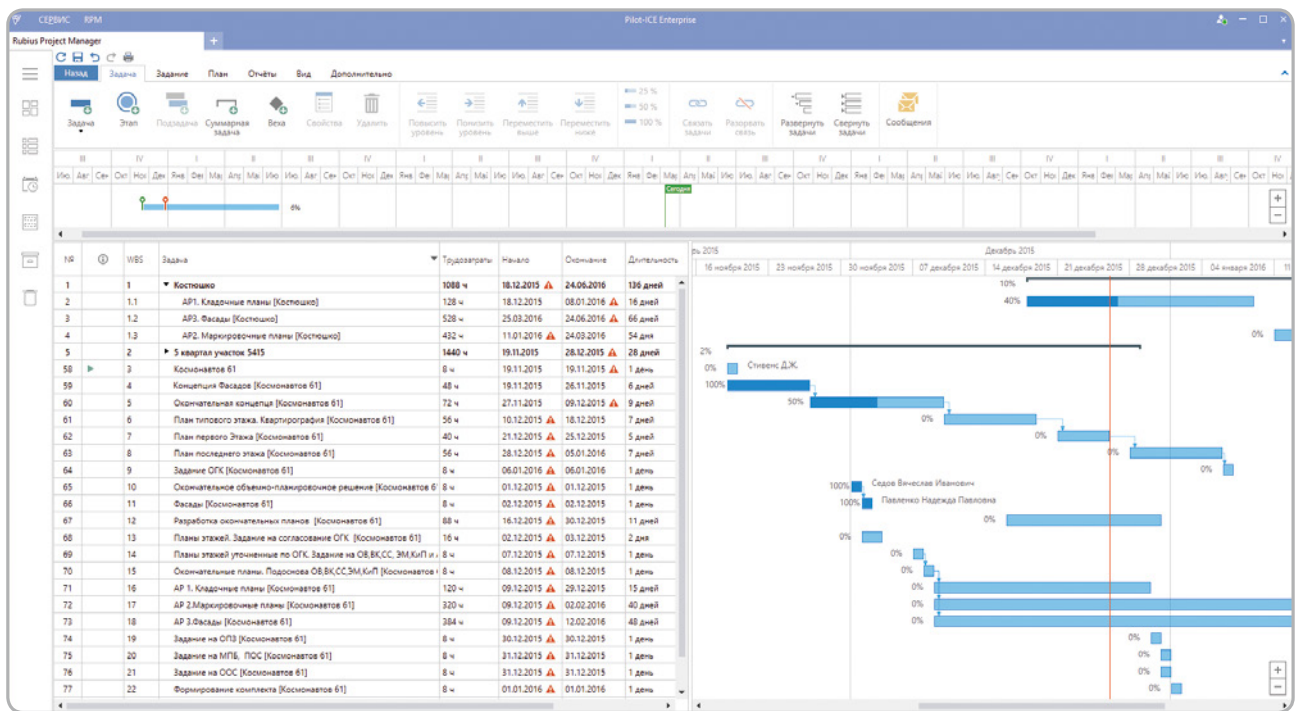 СЕРВИС RPM Pilot-ICE Enterprise
Rubius Project Manager
Назад Задача Задание План Отчёты Вид Дополнительно
Задача Этап Подзадача Суммарная задача Веха Свойства Удалить Повысить уровень Понизить уровень Переместить выше Переместить ниже 25 % 50 % 100 % Связать задачи Разорвать связь Развернуть задачи Свернуть задачи Сообщения
III IV I II III IV I II III IV I II III IV I II III IV I II III IV
Сегодня
6%
№ WBS Задача Трудозатраты Начало Окончание Длительность
рь 2015 Декабрь 2015
16 ноября 2015 23 ноября 2015 30 ноября 2015 07 декабря 2015 14 декабря 2015 21 декабря 2015 28 декабря 2015 04 января 2016 11
1 1 Костюшко 1088 ч 18.12.2015 24.06.2016 136 дней 10%
2 1.1 АР1. Кладочные планы [Костюшко] 128 ч 18.12.2015 08.01.2016 16 дней 40%
3 1.2 АР3. Фасады [Костюшко] 528 ч 25.03.2016 24.06.2016 66 дней
4 1.3 АР2. Маркировочные планы [Костюшко] 432 ч 11.01.2016 24.03.2016 54 дня 0%
5 2 5 квартал участок 5415 1440 ч 19.11.2015 28.12.2015 28 дней 2%
58 3 Космонавтов 61 8 ч 19.11.2015 19.11.2015 1 день 0% Стивенс Д.Ж.
59 4 Концепция Фасадов [Космонавтов 61] 48 ч 19.11.2015 26.11.2015 6 дней 100%
60 5 Окончательная концепця [Космонавтов 61] 72 ч 27.11.2015 09.12.2015 9 дней 50%
61 6 План типового этажа. Квартирография [Космонавтов 61] 56 ч 10.12.2015 18.12.2015 7 дней 0%
62 7 План первого Этажа [Космонавтов 61] 40 ч 21.12.2015 25.12.2015 5 дней 0%
63 8 План последнего этажа [Космонавтов 61] 56 ч 28.12.2015 05.01.2016 7 дней 0%
64 9 Задание ОГК [Космонавтов 61] 8 ч 06.01.2016 06.01.2016 1 день 0%
65 10 Окончательное объемно-планировочное решение [Космонавтов 6 8 ч 01.12.2015 01.12.2015 1 день 100% Седов Вячеслав Иванович
66 11 Фасады [Космонавтов 61] 8 ч 02.12.2015 02.12.2015 1 день 100% Павленко Надежда Павловна
67 12 Разработка окончательных планов [Космонавтов 61] 88 ч 16.12.2015 30.12.2015 11 дней 0%
68 13 Планы этажей. Задание на согласование ОГК [Космонавтов 61] 16 ч 02.12.2015 03.12.2015 2 дня 0%
69 14 Планы этажей уточненные по ОГК. Задание на ОВ,ВК,СС, ЭМ,КиП и 8 ч 07.12.2015 07.12.2015 1 день 0%
70 15 Окончательные планы. Подоснова ОВ,ВК,СС,ЭМ,КиП [Космонавтов 8 ч 08.12.2015 08.12.2015 1 день 0%
71 16 АР 1. Кладочные планы [Космонавтов 61] 120 ч 09.12.2015 29.12.2015 15 дней 0%
72 17 АР 2.Маркировочные планы [Космонавтов 61] 320 ч 09.12.2015 02.02.2016 40 дней 0%
73 18 АР 3.Фасады [Космонавтов 61] 384 ч 09.12.2015 12.02.2016 48 дней 0%
74 19 Задание на ОПЗ [Космонавтов 61] 8 ч 30.12.2015 30.12.2015 1 день 0%
75 20 Задание на МПБ, ПОС [Космонавтов 61] 8 ч 31.12.2015 31.12.2015 1 день 0%
76 21 Задание на ООС [Космонавтов 61] 8 ч 31.12.2015 31.12.2015 1 день 0%
77 22 Формирование комплекта [Космонавтов 61] 8 ч 01.01.2016 01.01.2016 1 день 0%